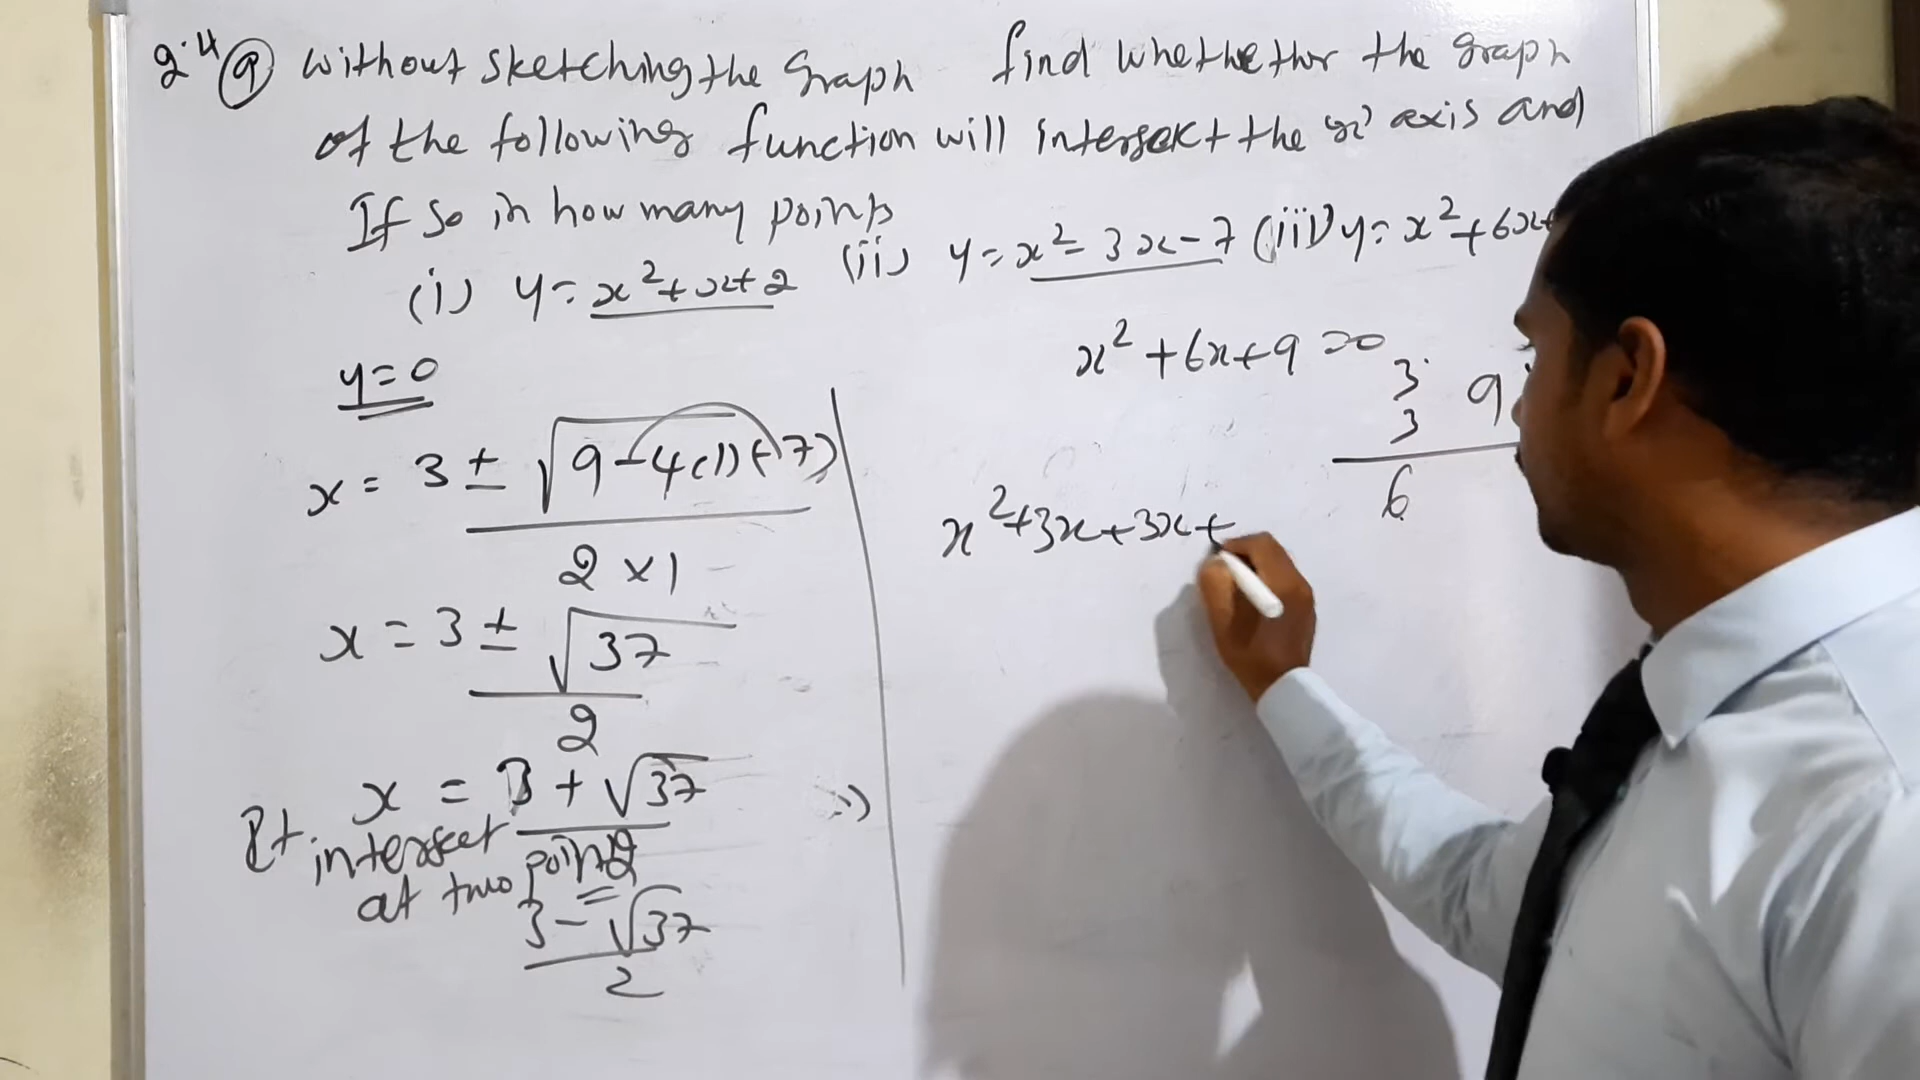 2.4 (9) Without sketching the Graph find whethether the graph
of the following function will intersect the 'x' axis and
If so in how many points
(i) y = x²+x+2 (ii) y = x²-3x-7 (iii) y = x²+6x+
y=0
x²+6x+9=0
3 9
3
6
x = 3 ± √9-4(1)(-7)
2×1
x²+3x+3x+
x = 3 ± √37
2
x = 3 + √37
2
It intersect
at two points
3 - √37
2